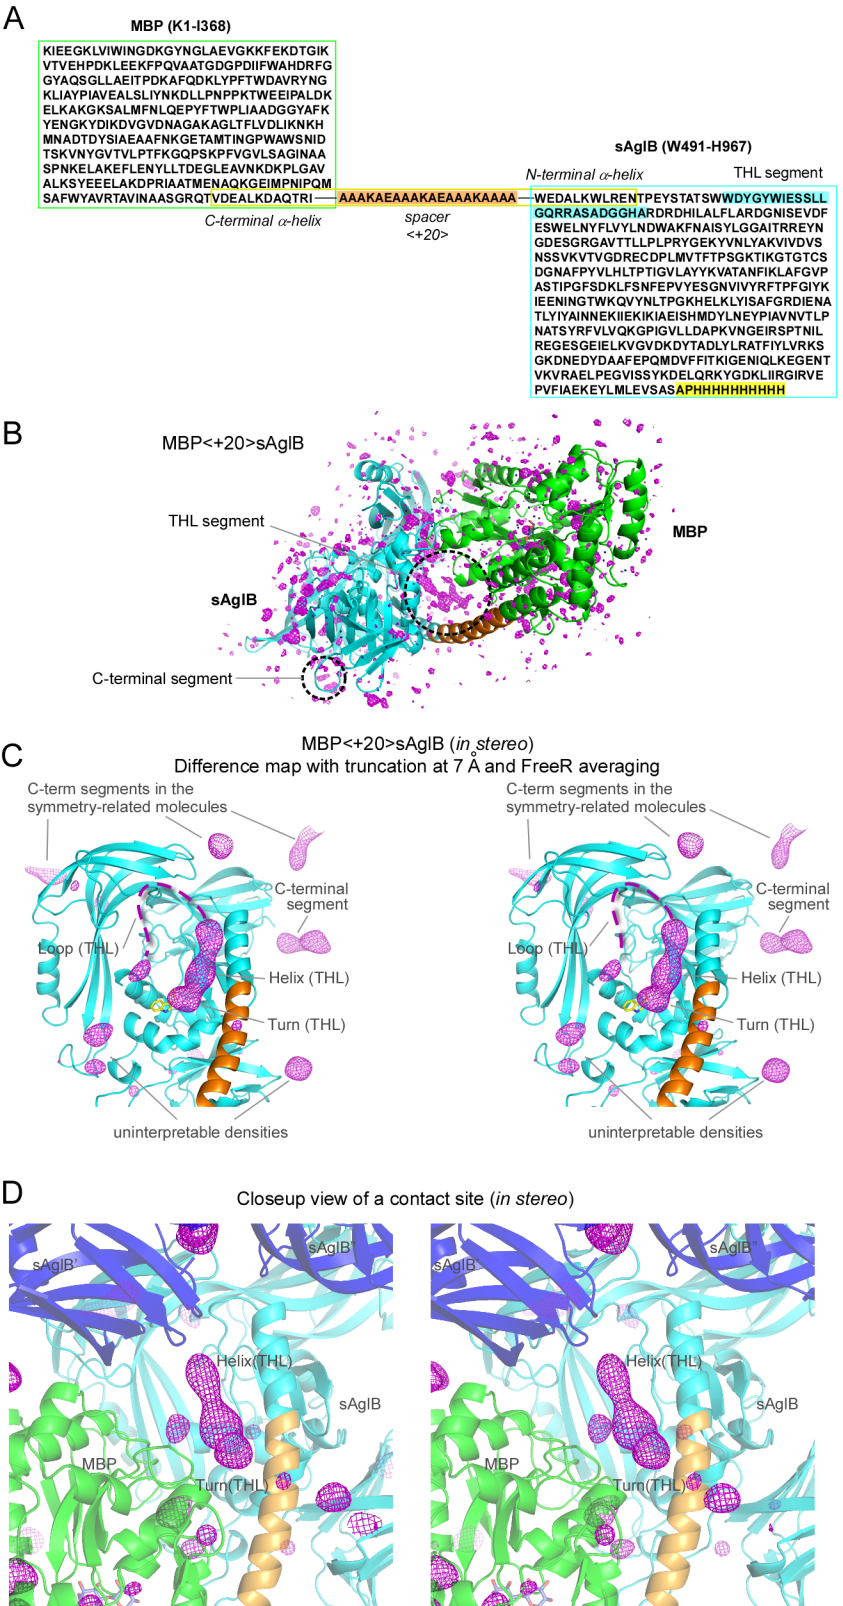 A
MBP (K1-I368)
KIEEGKLVIWINGDKGYNGLAEVGKKFEKDTGIK
VTVEHPDKLEEKFPQVAATGDGPDIIFWAHDRFG
GYAQSGLLAEITPDKAFQDKLYPFTWDAVRYNG
KLIAYPIAVEALSLIYNKDLLPNPPKTWEEIPALDK
ELKAKGKSALMFNLQEPYFTWPLIAADGGYAFK
YENGKYDIKDVGVDNAGAKAGLTFLVDLIKNKH
MNADTDYSIAEAAFNKGETAMTINGPWAWSNID
TSKVNYGVTVLPTFKGQPSKPFVGVLSAGINAA
SPNKELAKEFLENYLLTDEGLEAVNKDKPLGAV
ALKSYEEELAKDPRIAATMENAQKGEIMPNIPQM
SAFWYAVRTAVINAASGRQTVDEALKDAQTRI
C-terminal α-helix
AAAKAEAAAKAEAAAKAAAA
spacer
<+20>
sAglB (W491-H967)
N-terminal α-helix THL segment
WEDALKWLRENTPEYSTATSWWDYGYWIESSLL
GQRRASADGGHARDRDHILALFLARDGNISEVDF
ESWELNYFLVYLNDWAKFNAISYLGGAITRREYN
GDESGRGAVTTLLPLPRYGEKYVNLYAKVIVDVS
NSSVKVTVGDRECDPLMVTFTPSGKTIKGTGTCS
DGNAFPYVLHLTPTIGVLAYYKVATANFIKLAFGVP
ASTIPGFSDKLFSNFEPVYESGNVIVYRFTPFGIYK
IEENINGTWKQVYNLTPGKHELKLYISAFGRDIENA
TLYIYAINNEKIIEKIKIAEISHMDYLNEYPIAVNVTLP
NATSYRFVLVQKGPIGVLLDAPKVNGEIRSPTNIL
REGESGEIELKVGVDKDYTADLYLRATFIYLVRKS
GKDNEDYDAAFEPQMDVFFITKIGENIQLKEGENT
VKVRAELPEGVISSYKDELQRKYGDKLIIRGIRVE
PVFIAEKEYLMLEVSASAPHHHHHHHHHH
B
MBP<+20>sAglB
THL segment
MBP
sAglB
C-terminal segment
C
MBP<+20>sAglB (in stereo)
Difference map with truncation at 7 Å and FreeR averaging
C-term segments in the
symmetry-related molecules
C-terminal
segment
Loop (THL)
Helix (THL)
Turn (THL)
uninterpretable densities
C-term segments in the
symmetry-related molecules
C-terminal
segment
Loop (THL)
Helix (THL)
Turn (THL)
uninterpretable densities
D
Closeup view of a contact site (in stereo)
sAglB'
sAglB''
Helix(THL)
sAglB
MBP
Turn(THL)
sAglB'
sAglB''
Helix(THL)
sAglB
MBP
Turn(THL)